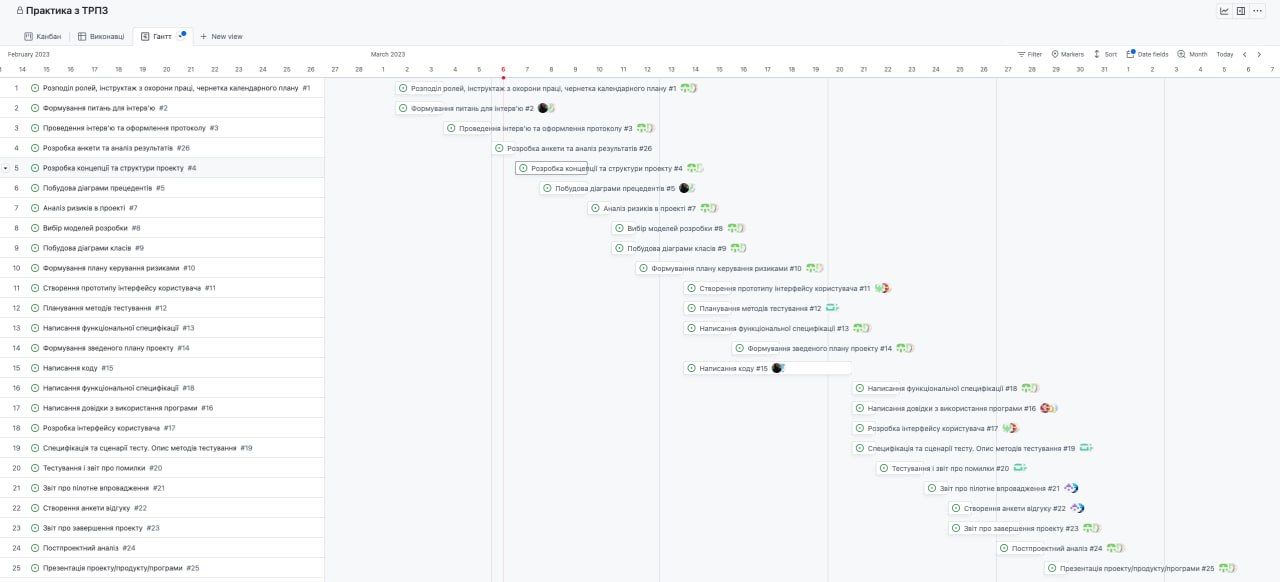 Практика з ТРПЗ
Канбан Виконавці Гантт New view
February 2023 March 2023 Filter Markers Sort Date fields Month Today
14 15 16 17 18 19 20 21 22 23 24 25 26 27 28 1 2 3 4 5 6 7 8 9 10 11 12 13 14 15 16 17 18 19 20 21 22 23 24 25 26 27 28 29 30 31 1 2 3 4 5 6 7
1 Розподіл ролей, інструктаж з охорони праці, чернетка календарного плану #1 Розподіл ролей, інструктаж з охорони праці, чернетка календарного плану #1
2 Формування питань для інтерв'ю #2 Формування питань для інтерв'ю #2
3 Проведення інтерв'ю та оформлення протоколу #3 Проведення інтерв'ю та оформлення протоколу #3
4 Розробка анкети та аналіз результатів #26 Розробка анкети та аналіз результатів #26
5 Розробка концепції та структури проекту #4 Розробка концепції та структури проекту #4
6 Побудова діаграми прецедентів #5 Побудова діаграми прецедентів #5
7 Аналіз ризиків в проекті #7 Аналіз ризиків в проекті #7
8 Вибір моделей розробки #8 Вибір моделей розробки #8
9 Побудова діаграми класів #9 Побудова діаграми класів #9
10 Формування плану керування ризиками #10 Формування плану керування ризиками #10
11 Створення прототипу інтерфейсу користувача #11 Створення прототипу інтерфейсу користувача #11
12 Планування методів тестування #12 Планування методів тестування #12
13 Написання функціональної специфікації #13 Написання функціональної специфікації #13
14 Формування зведеного плану проекту #14 Формування зведеного плану проекту #14
15 Написання коду #15 Написання коду #15
16 Написання функціональної специфікації #18 Написання функціональної специфікації #18
17 Написання довідки з використання програми #16 Написання довідки з використання програми #16
18 Розробка інтерфейсу користувача #17 Розробка інтерфейсу користувача #17
19 Специфікація та сценарії тесту. Опис методів тестування #19 Специфікація та сценарії тесту. Опис методів тестування #19
20 Тестування і звіт про помилки #20 Тестування і звіт про помилки #20
21 Звіт про пілотне впровадження #21 Звіт про пілотне впровадження #21
22 Створення анкети відгуку #22 Створення анкети відгуку #22
23 Звіт про завершення проекту #23 Звіт про завершення проекту #23
24 Постпроектний аналіз #24 Постпроектний аналіз #24
25 Презентація проекту/продукту/програми #25 Презентація проекту/продукту/програми #25